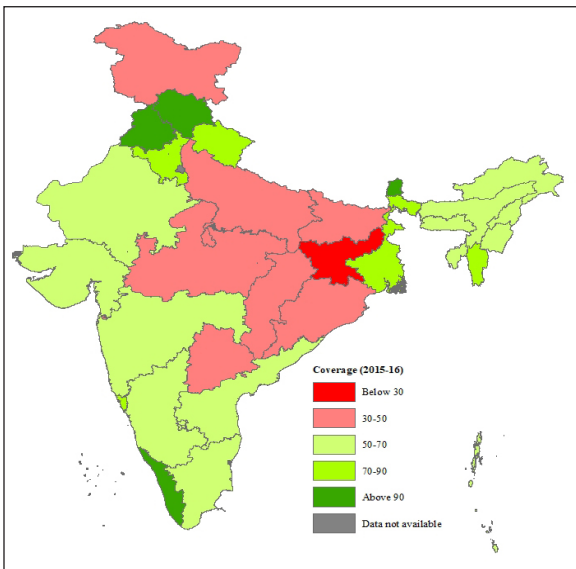 Coverage (2015-16)
Below 30
30-50
50-70
70-90
Above 90
Data not available